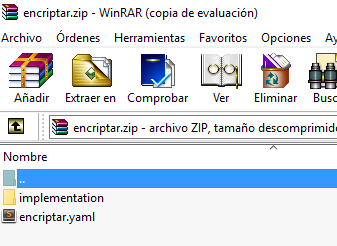 encriptar.zip - WinRAR (copia de evaluación)
Archivo Órdenes Herramientas Favoritos Opciones
Añadir Extraer en Comprobar Ver Eliminar
encriptar.zip - archivo ZIP, tamaño
Nombre
..
implementation
encriptar.yaml